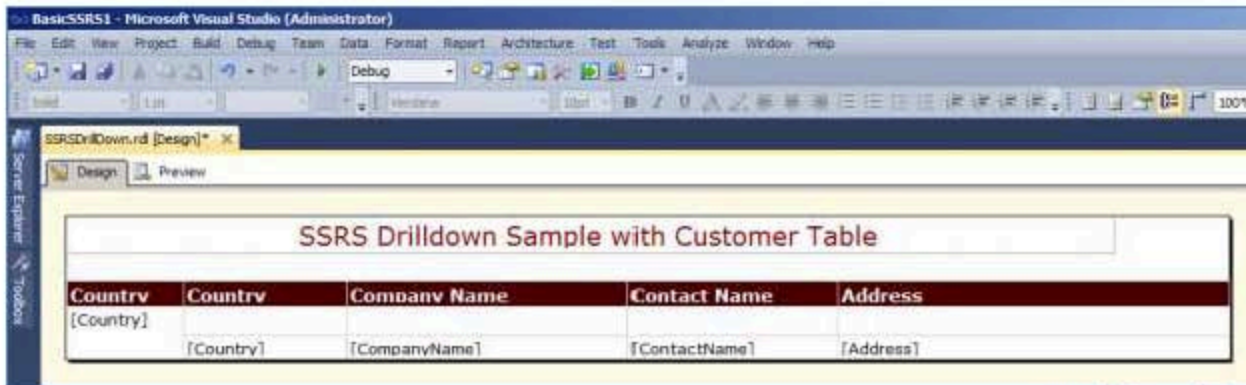 BasicSSRS1 - Microsoft Visual Studio (Administrator)
File Edit View Project Build Debug Team Data Format Report Architecture Test Tools Analyze Window Help
Debug
100%
SSRSDrillDown.rdl [Design]*
Design Preview
Server Explorer
Toolbox
SSRS Drilldown Sample with Customer Table
Country Country Company Name Contact Name Address
[Country]
[Country] [CompanyName] [ContactName] [Address]